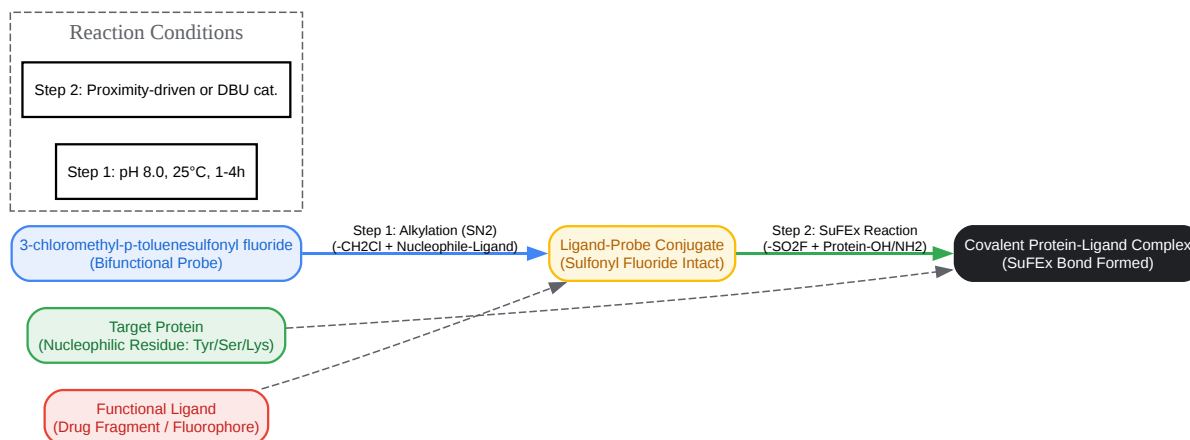 Reaction Conditions
Step 2: Proximity-driven or DBU cat.
Step 1: pH 8.0, 25°C, 1-4h
3-chloromethyl-p-toluenesulfonyl fluoride
(Bifunctional Probe)
Step 1: Alkylation (SN2)
(-CH2Cl + Nucleophile-Ligand)
Ligand-Probe Conjugate
(Sulfonyl Fluoride Intact)
Step 2: SuFEx Reaction
(-SO2F + Protein-OH/NH2)
Covalent Protein-Ligand Complex
(SuFEx Bond Formed)
Target Protein
(Nucleophilic Residue: Tyr/Ser/Lys)
Functional Ligand
(Drug Fragment / Fluorophore)